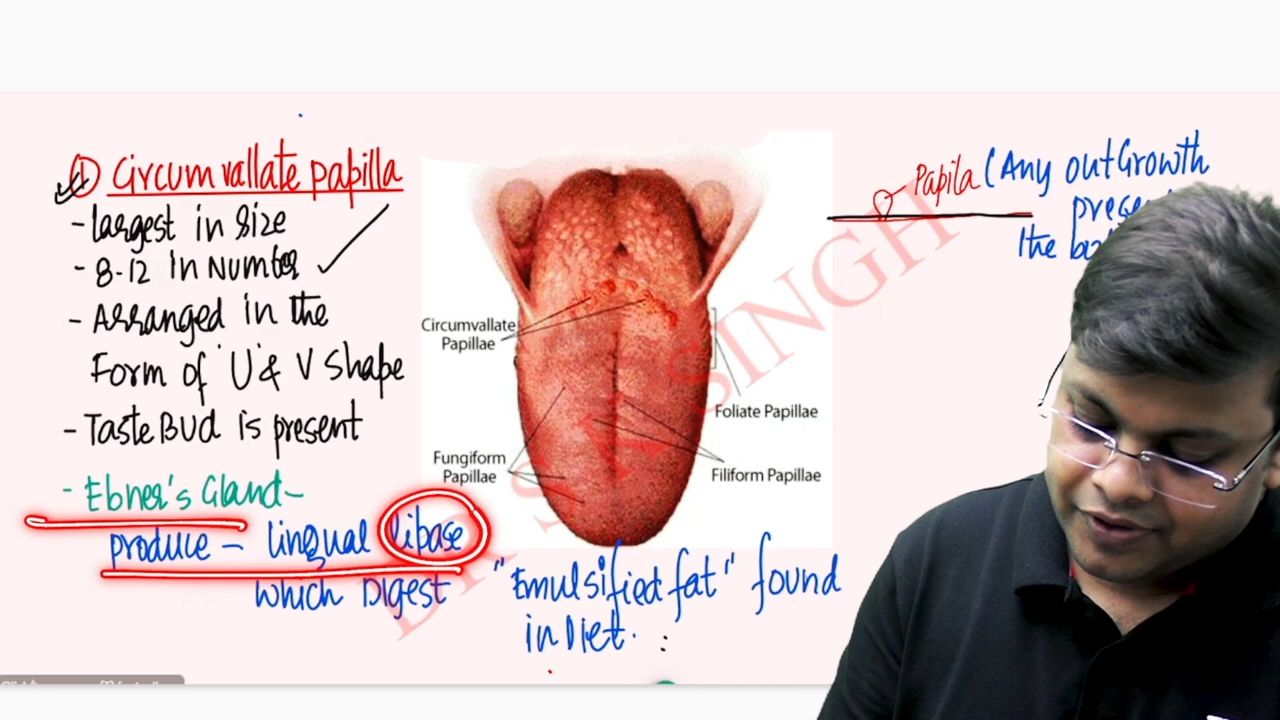 ① Circumvallate papilla
- largest in Size
- 8-12 in Number
- Arranged in the
Form of 'U' & V Shape
- Taste Bud is present
- Ebner's Gland-
produce - lingual libase
which Digest "Emulsified fat" found
in Diet.
Circumvallate
Papillae
Fungiform
Papillae
Foliate Papillae
Filiform Papillae
Papila (Any outGrowth
the
SINGH